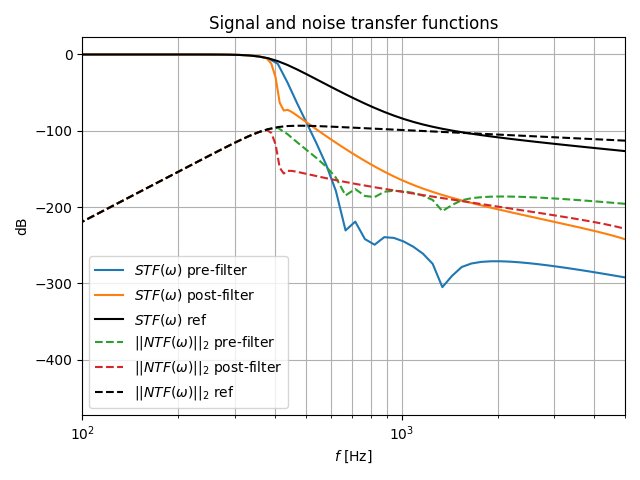 Signal and noise transfer functions
0
−100
−200
−300
−400
dB
STF(ω) pre-filter
STF(ω) post-filter
STF(ω) ref
||NTF(ω)||₂ pre-filter
||NTF(ω)||₂ post-filter
||NTF(ω)||₂ ref
10² 10³
f [Hz]